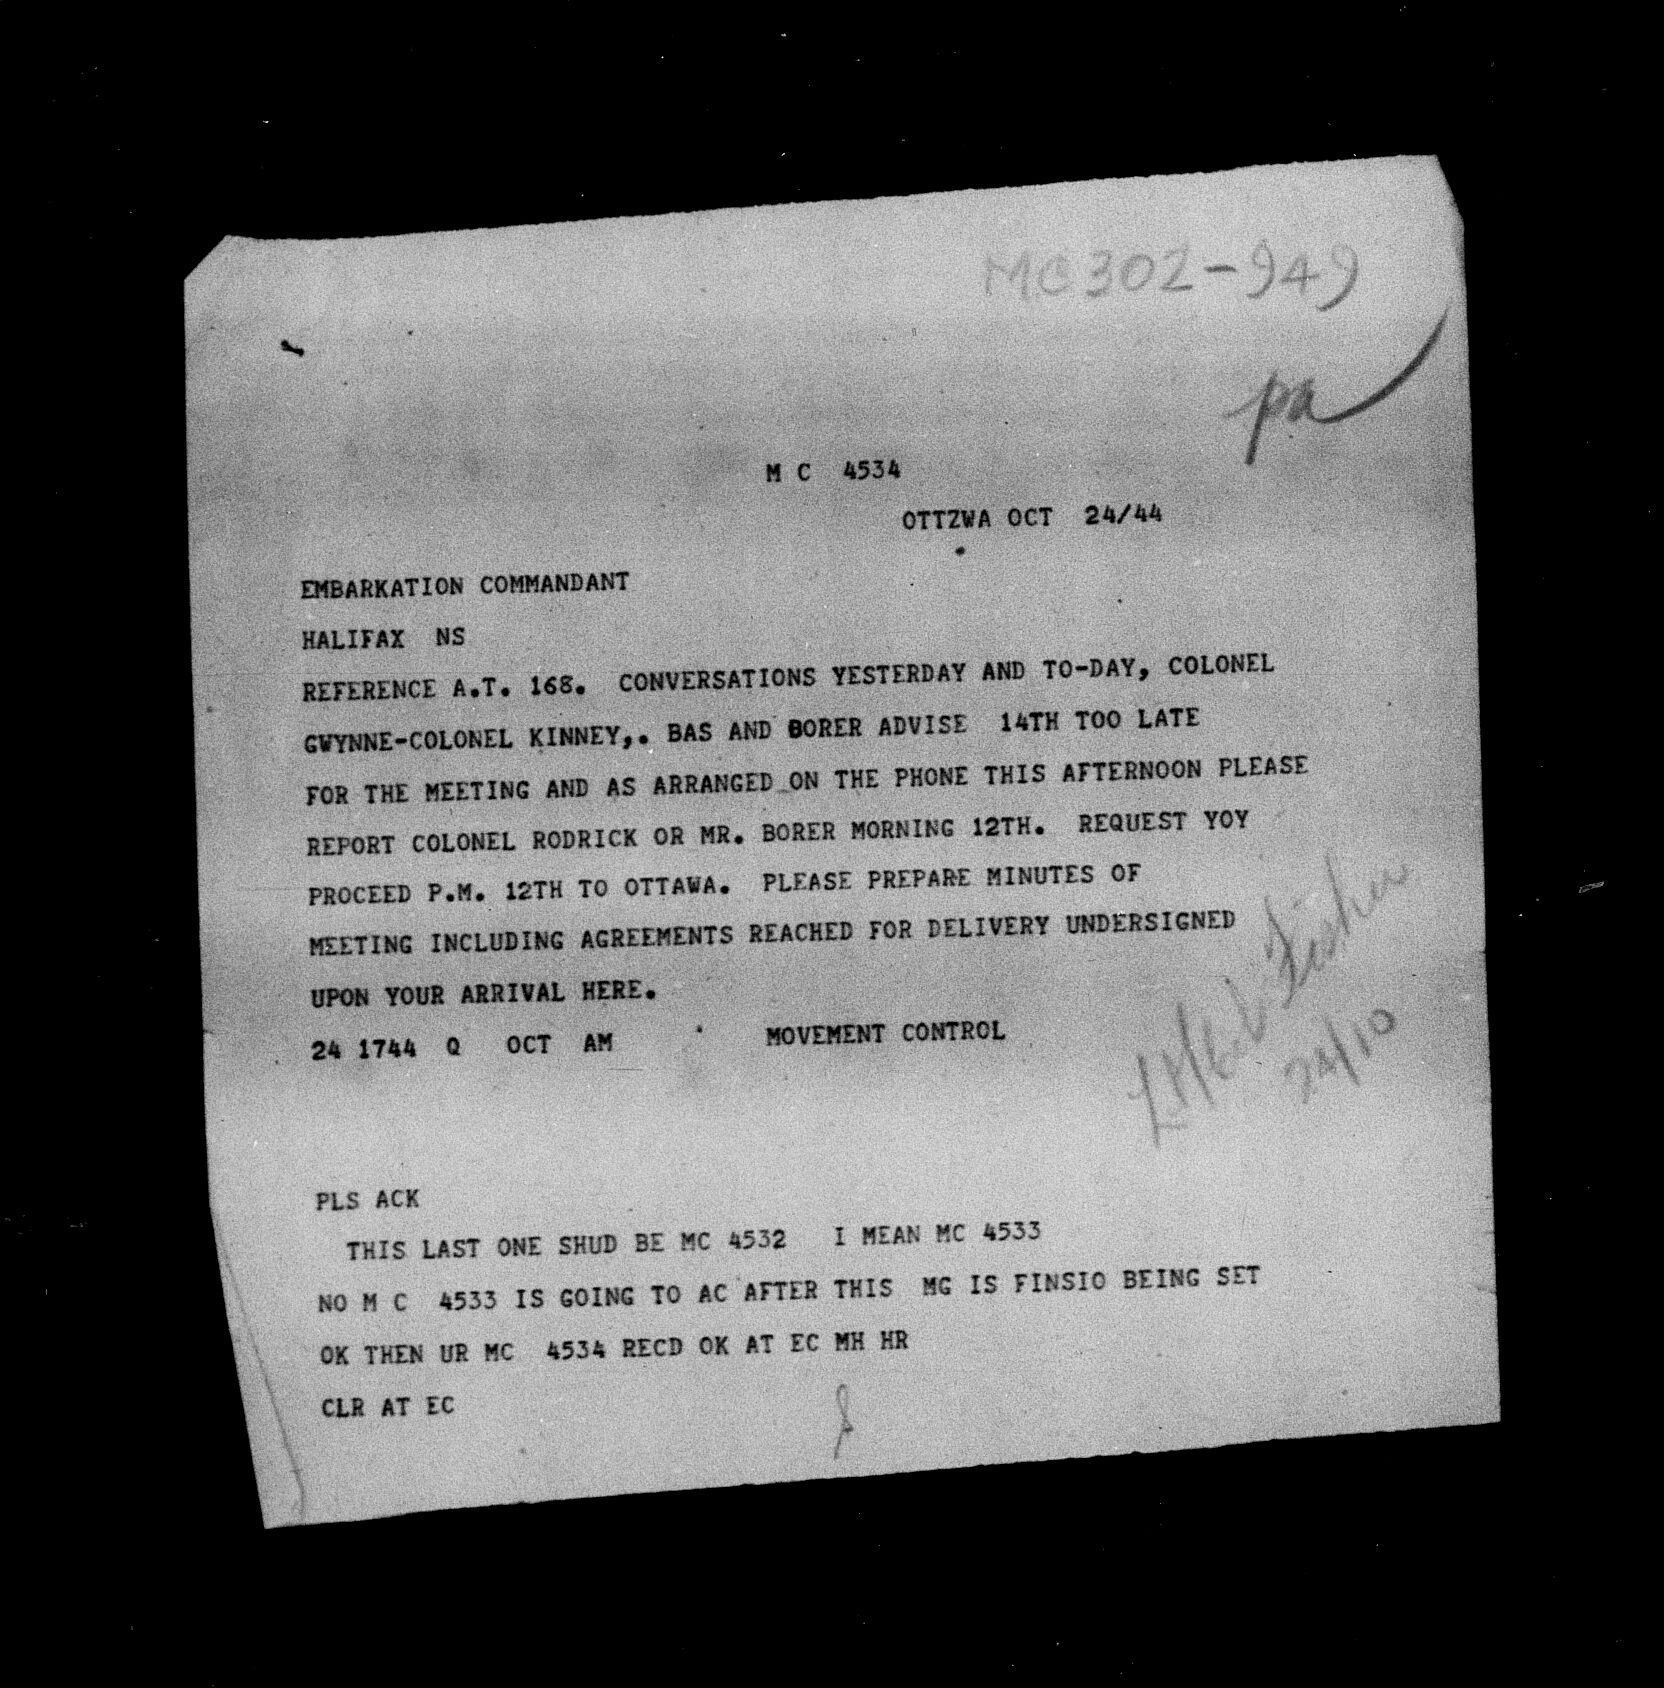 MC302-949
pa
M C 4534
OTTZWA OCT 24/44
EMBARKATION COMMANDANT
HALIFAX NS
REFERENCE A.T. 168. CONVERSATIONS YESTERDAY AND TO-DAY, COLONEL
GWYNNE-COLONEL KINNEY,. BAS AND BORER ADVISE 14TH TOO LATE
FOR THE MEETING AND AS ARRANGED ON THE PHONE THIS AFTERNOON PLEASE
REPORT COLONEL RODRICK OR MR. BORER MORNING 12TH. REQUEST YOY
PROCEED P.M. 12TH TO OTTAWA. PLEASE PREPARE MINUTES OF
MEETING INCLUDING AGREEMENTS REACHED FOR DELIVERY UNDERSIGNED
UPON YOUR ARRIVAL HERE.
24 1744 Q OCT AM MOVEMENT CONTROL
Fisher
24/10
PLS ACK
THIS LAST ONE SHUD BE MC 4532 I MEAN MC 4533
NO M C 4533 IS GOING TO AC AFTER THIS MG IS FINSIO BEING SET
OK THEN UR MC 4534 RECD OK AT EC MH HR
CLR AT EC